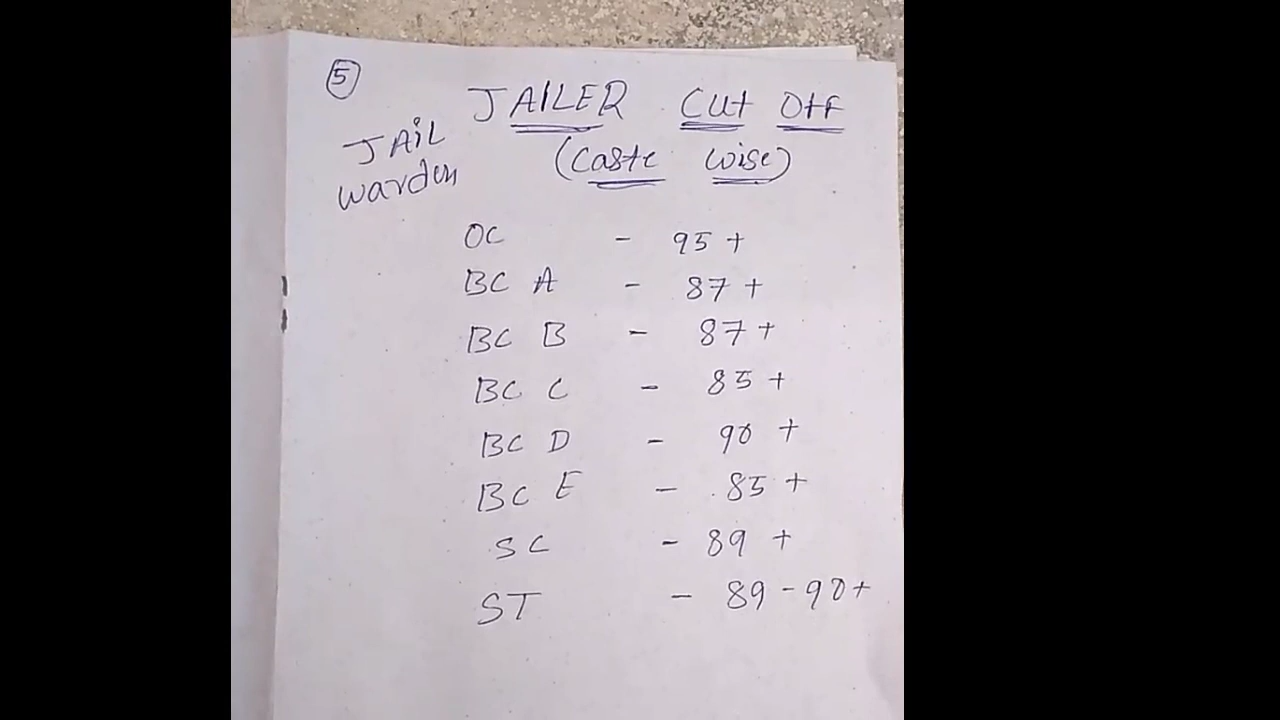 5
JAILER Cut Off
JAiL
warden
(Caste wise)
OC - 95 +
BC A - 87 +
BC B - 87 +
BC C - 85 +
BC D - 90 +
BC E - 85 +
SC - 89 +
ST - 89 - 90 +